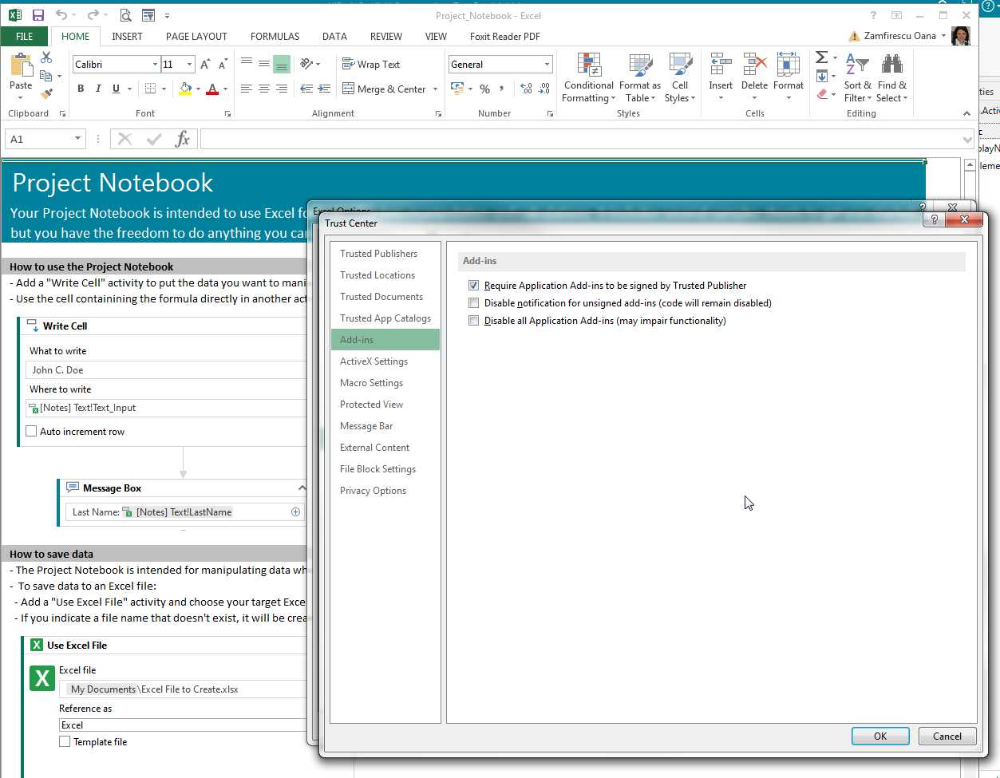 Project_Notebook - Excel
FILE HOME INSERT PAGE LAYOUT FORMULAS DATA REVIEW VIEW Foxit Reader PDF
Zamfirescu Oana
Paste
Clipboard
Calibri 11
B I U
Font
Wrap Text
Merge & Center
Alignment
General
Number
Conditional Formatting
Format as Table
Cell Styles
Styles
Insert Delete Format
Cells
Sort & Filter
Find & Select
Editing
A1
fx
ties
.Activ
c
olayN
leme
Project Notebook
Your Project Notebook is intended to use Excel fo
but you have the freedom to do anything you can
How to use the Project Notebook
- Add a "Write Cell" activity to put the data you want to mani
- Use the cell containining the formula directly in another act
Write Cell
What to write
John C. Doe
Where to write
[Notes] Text!Text_Input
Auto increment row
Message Box
Last Name: [Notes] Text!LastName
How to save data
- The Project Notebook is intended for manipulating data wh
- To save data to an Excel file:
- Add a "Use Excel File" activity and choose your target Exce
- If you indicate a file name that doesn't exist, it will be crea
Use Excel File
Excel file
My Documents\Excel File to Create.xlsx
Reference as
Excel
Template file
Excel Options
Trust Center
Trusted Publishers
Trusted Locations
Trusted Documents
Trusted App Catalogs
Add-ins
ActiveX Settings
Macro Settings
Protected View
Message Bar
External Content
File Block Settings
Privacy Options
Add-ins
Require Application Add-ins to be signed by Trusted Publisher
Disable notification for unsigned add-ins (code will remain disabled)
Disable all Application Add-ins (may impair functionality)
OK Cancel